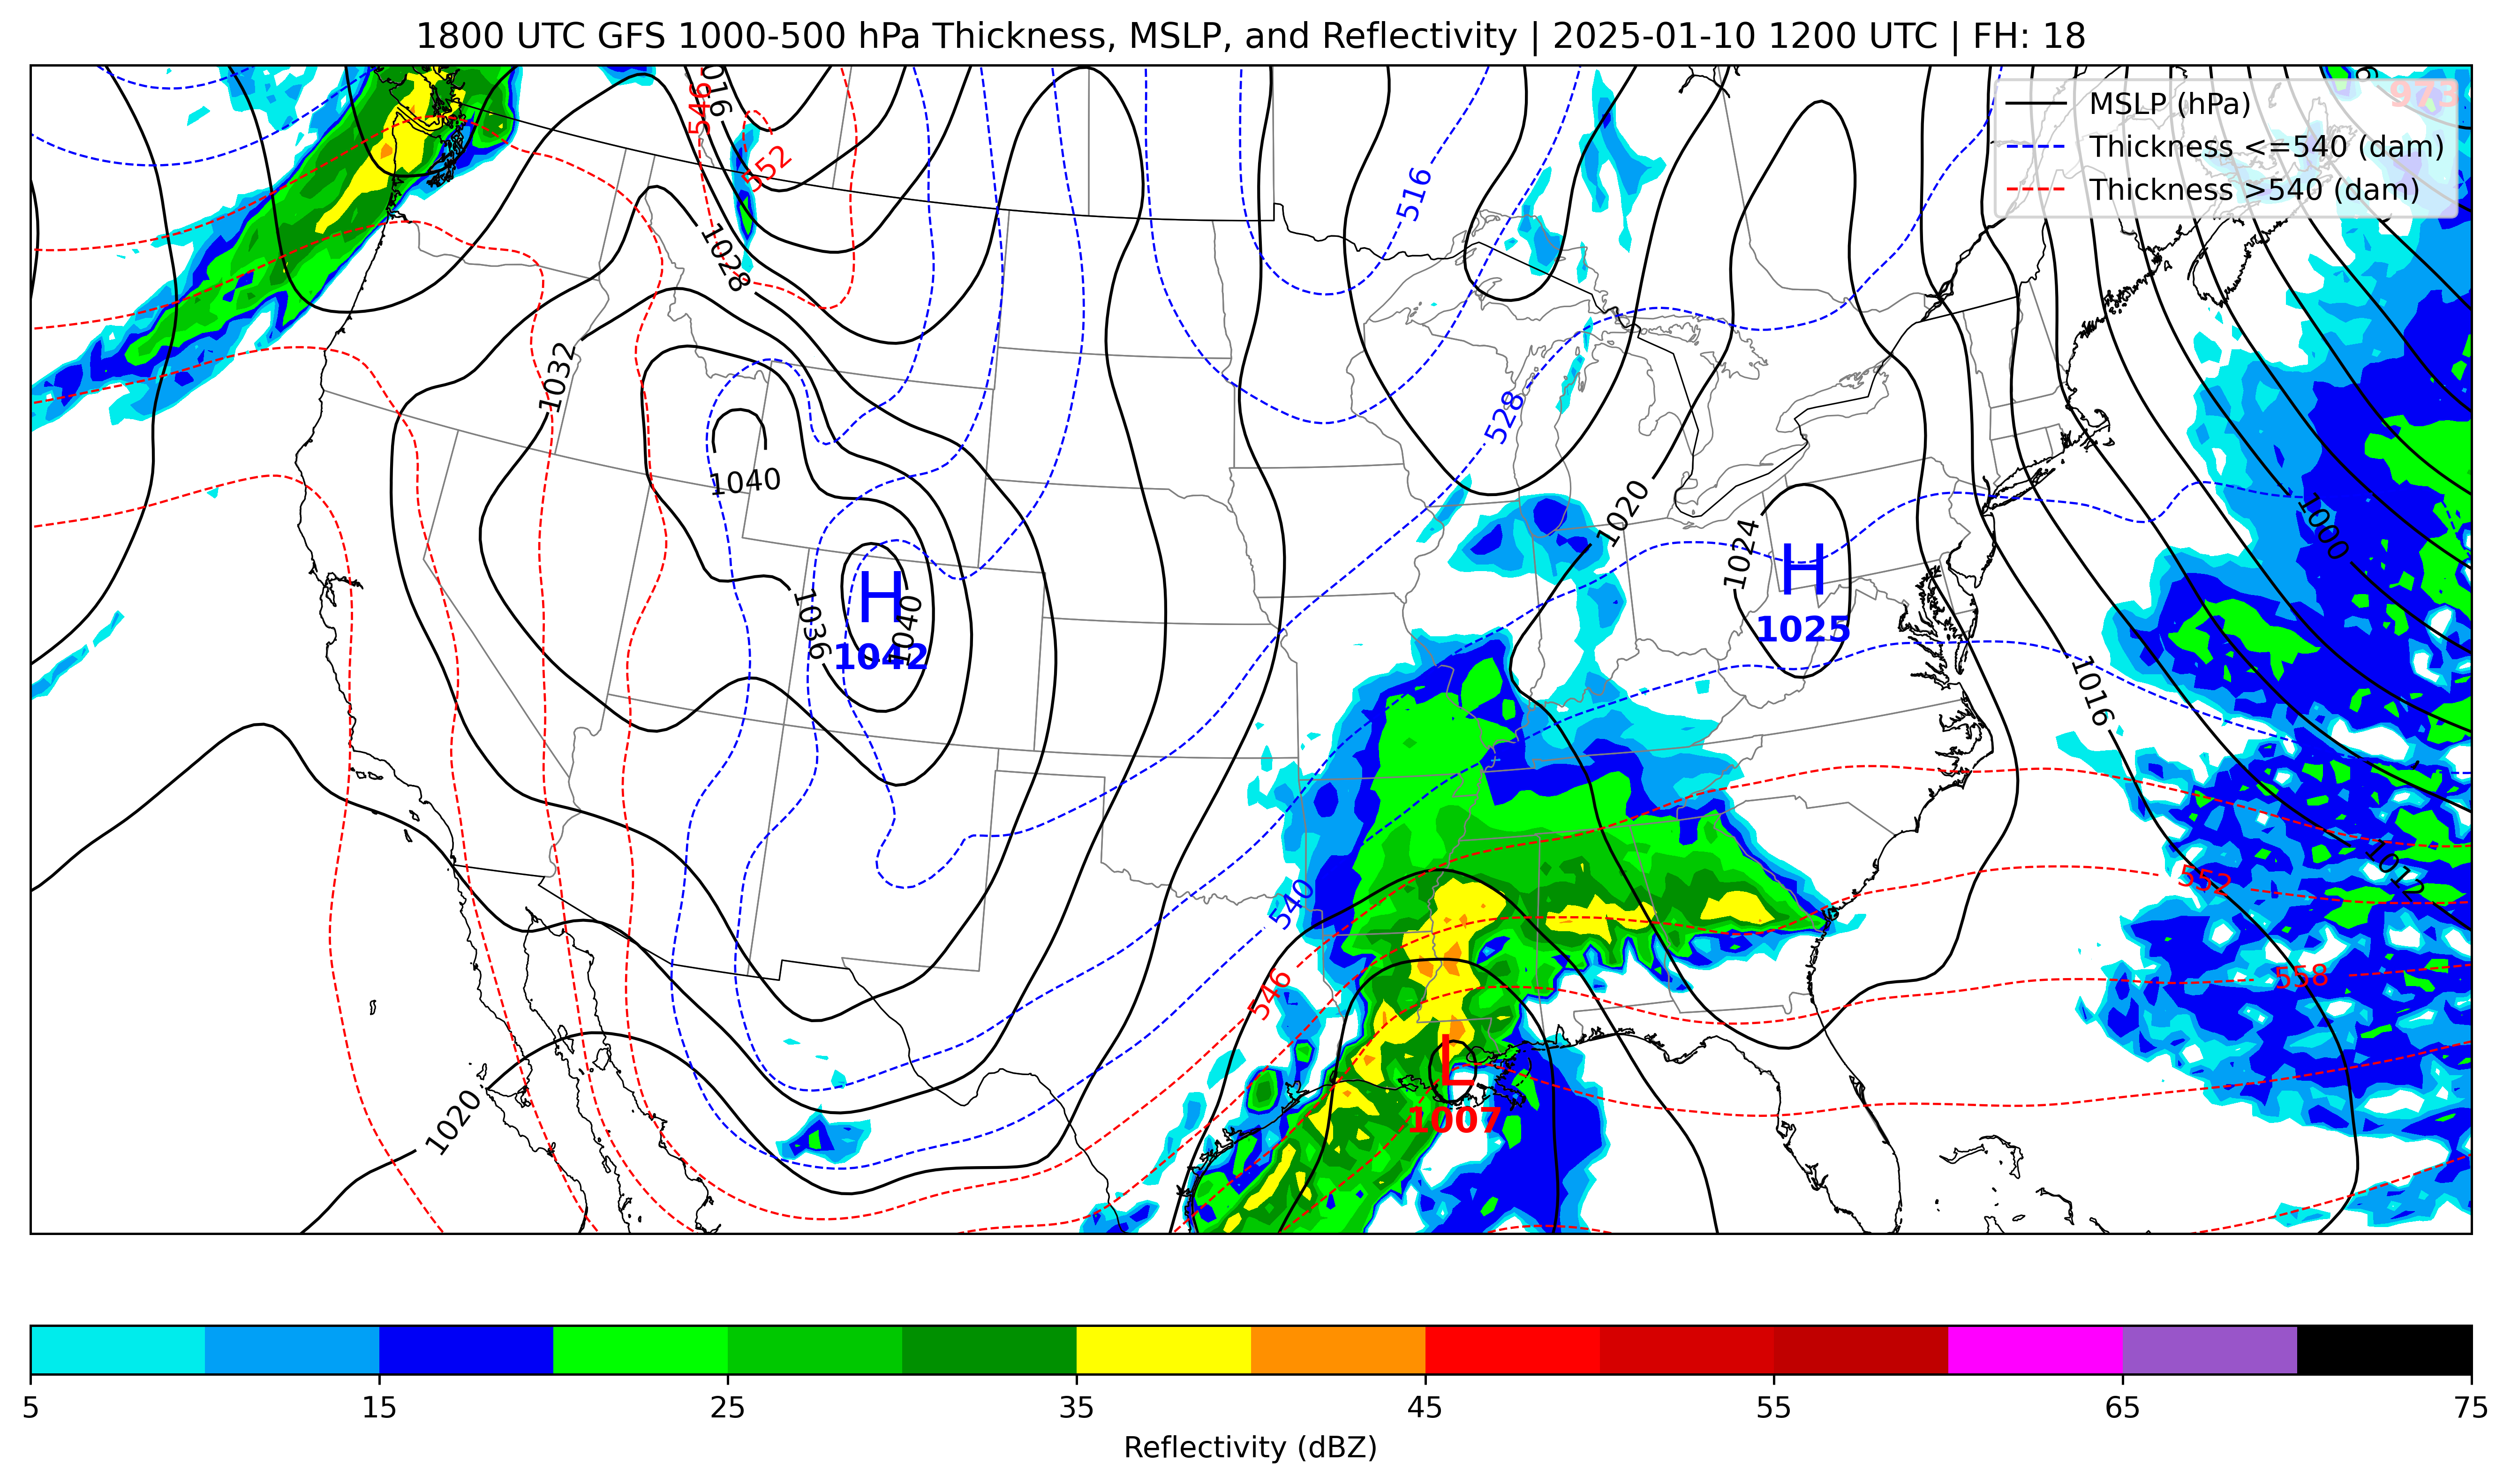 1800 UTC GFS 1000-500 hPa Thickness, MSLP, and Reflectivity | 2025-01-10 1200 UTC | FH: 18
MSLP (hPa)
Thickness <=540 (dam)
Thickness >540 (dam)
973
546
1016
552
516
1028
1032
528
1040
1020
1024
1000
H
1042
1040
1036
H
1025
1016
1012
540
552
546
558
L
1007
1020
5 15 25 35 45 55 65 75
Reflectivity (dBZ)